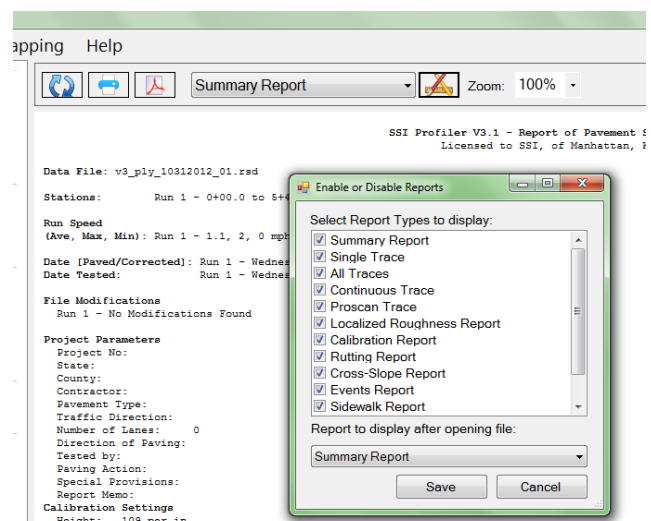 apping Help
Summary Report Zoom: 100%
SSI Profiler V3.1 - Report of Pavement S
Licensed to SSI, of Manhattan, K
Data File: v3_ply_10312012_01.rsd
Stations: Run 1 - 0+00.0 to 5+4
Run Speed
(Ave, Max, Min): Run 1 - 1.1, 2, 0 mph
Date [Paved/Corrected]: Run 1 - Wednes
Date Tested: Run 1 - Wednes
File Modifications
Run 1 - No Modifications Found
Project Parameters
Project No:
State:
County:
Contractor:
Pavement Type:
Traffic Direction:
Number of Lanes: 0
Direction of Paving:
Tested by:
Paving Action:
Special Provisions:
Report Memo:
Calibration Settings
Height: 109 per in
Enable or Disable Reports
Select Report Types to display:
Summary Report
Single Trace
All Traces
Continuous Trace
Proscan Trace
Localized Roughness Report
Calibration Report
Rutting Report
Cross-Slope Report
Events Report
Sidewalk Report
Report to display after opening file:
Summary Report
Save Cancel